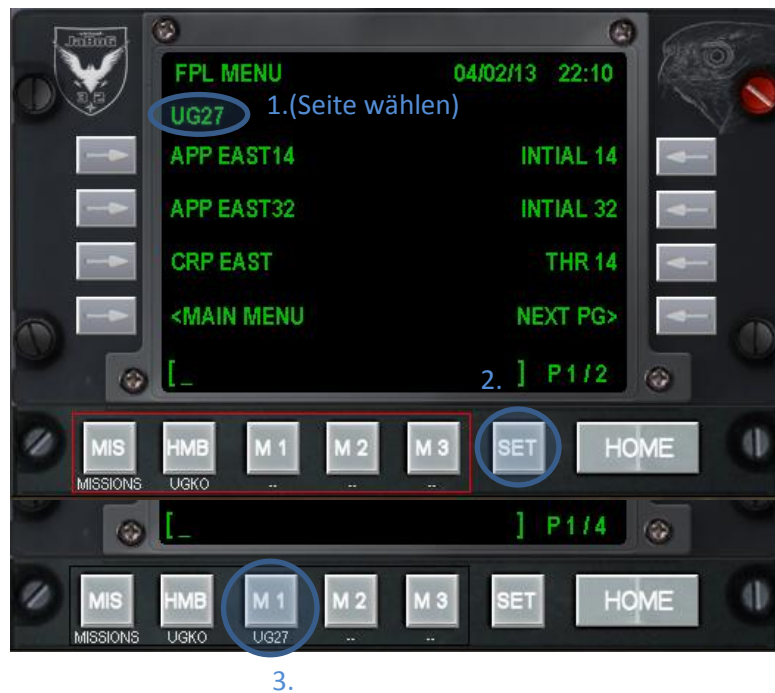 JaBoG
32
FPL MENU 04/02/13 22:10
UG27 1.(Seite wählen)
APP EAST14 INTIAL 14
APP EAST32 INTIAL 32
CRP EAST THR 14
<MAIN MENU NEXT PG>
[_ ] P 1 / 2
2.
MIS HMB M 1 M 2 M 3 SET HOME
MISSIONS UGKO -- -- --
[_ ] P 1 / 4
MIS HMB M 1 M 2 M 3 SET HOME
MISSIONS UGKO UG27 -- --
3.